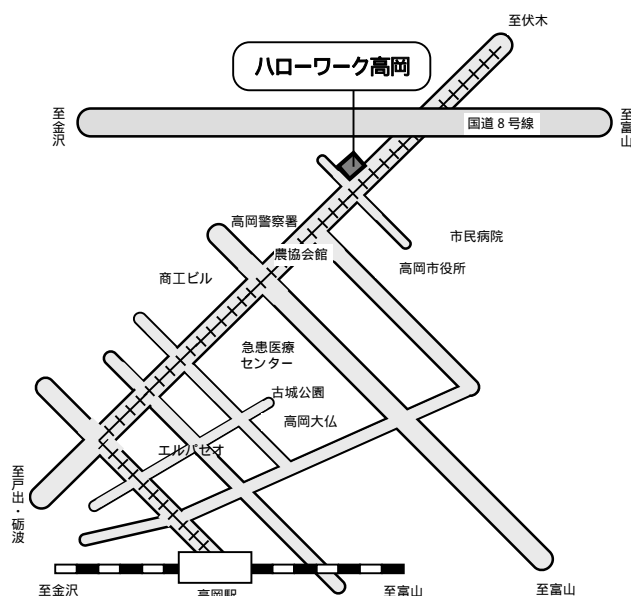 至伏木
ハローワーク高岡
至金沢
国道8号線
至富山
高岡警察署
市民病院
農協会館
高岡市役所
商工ビル
急患医療
センター
古城公園
高岡大仏
エルパセオ
至戸出・砺波
至金沢
高岡駅
至富山
至富山